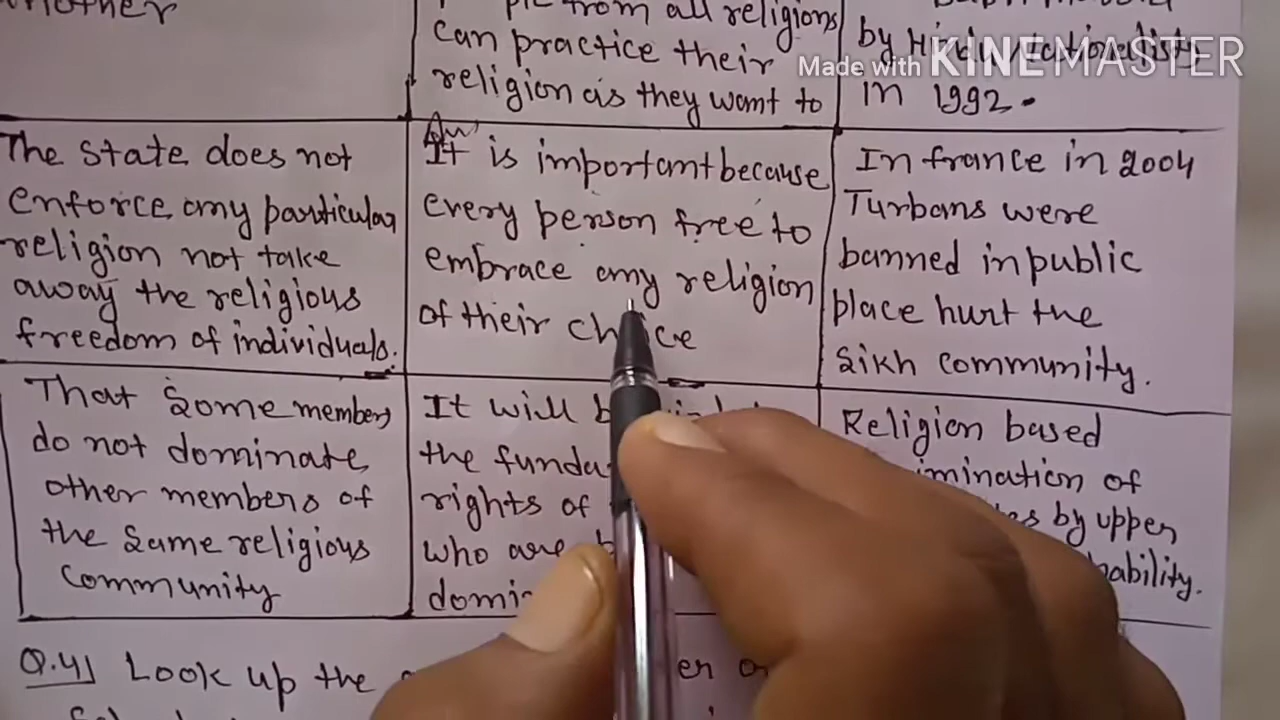 another
from all religions
can practice their
religion as they want to
by Hindu
in 1992.
Made with KINEMASTER
The state does not
enforce any particular
religion not take
away the religious
freedom of individuals.
It is important because
every person free to
embrace any religion
of their
In france in 2004
Turbans were
banned in public
place hurt the
Sikh community.
That Some members
do not dominate
other members of
the Same religious
Community
It will
the
rights of
who are
Religion based
of
by upper
Q.4) Look up the